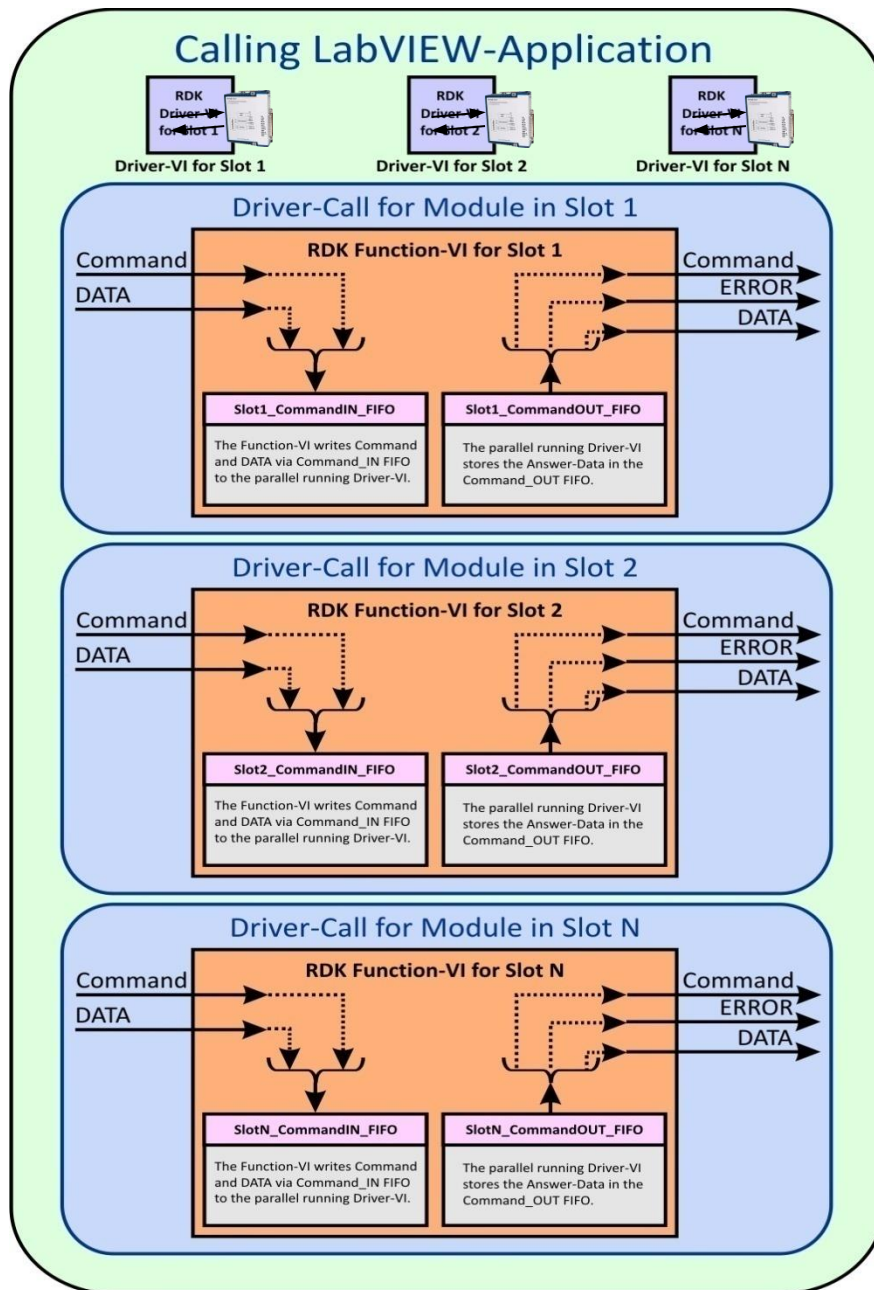 Calling LabVIEW-Application
RDK
Driver-VI
for Slot 1
Driver-VI for Slot 1
RDK
Driver-VI
for Slot 2
Driver-VI for Slot 2
RDK
Driver-VI
for Slot N
Driver-VI for Slot N
Driver-Call for Module in Slot 1
RDK Function-VI for Slot 1
Command
DATA
Command
ERROR
DATA
Slot1_CommandIN_FIFO
The Function-VI writes Command
and DATA via Command_IN FIFO
to the parallel running Driver-VI.
Slot1_CommandOUT_FIFO
The parallel running Driver-VI
stores the Answer-Data in the
Command_OUT FIFO.
Driver-Call for Module in Slot 2
RDK Function-VI for Slot 2
Command
DATA
Command
ERROR
DATA
Slot2_CommandIN_FIFO
The Function-VI writes Command
and DATA via Command_IN FIFO
to the parallel running Driver-VI.
Slot2_CommandOUT_FIFO
The parallel running Driver-VI
stores the Answer-Data in the
Command_OUT FIFO.
Driver-Call for Module in Slot N
RDK Function-VI for Slot N
Command
DATA
Command
ERROR
DATA
SlotN_CommandIN_FIFO
The Function-VI writes Command
and DATA via Command_IN FIFO
to the parallel running Driver-VI.
SlotN_CommandOUT_FIFO
The parallel running Driver-VI
stores the Answer-Data in the
Command_OUT FIFO.